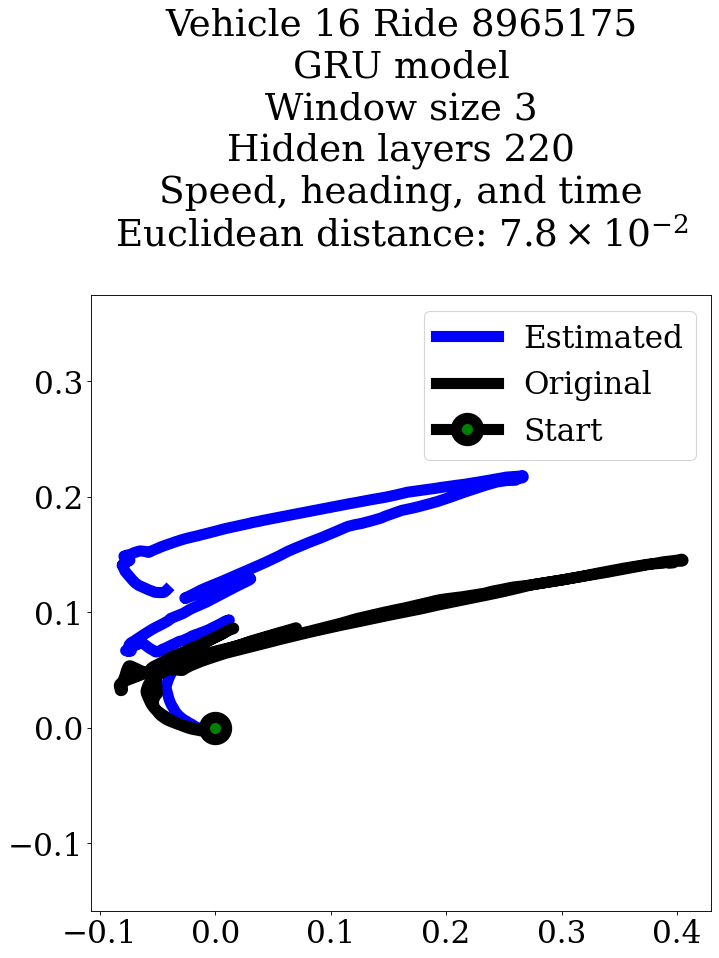 Vehicle 16 Ride 8965175
GRU model
Window size 3
Hidden layers 220
Speed, heading, and time
Euclidean distance: 7.8 × 10⁻²
Estimated
Original
Start
0.3
0.2
0.1
0.0
−0.1
−0.1 0.0 0.1 0.2 0.3 0.4